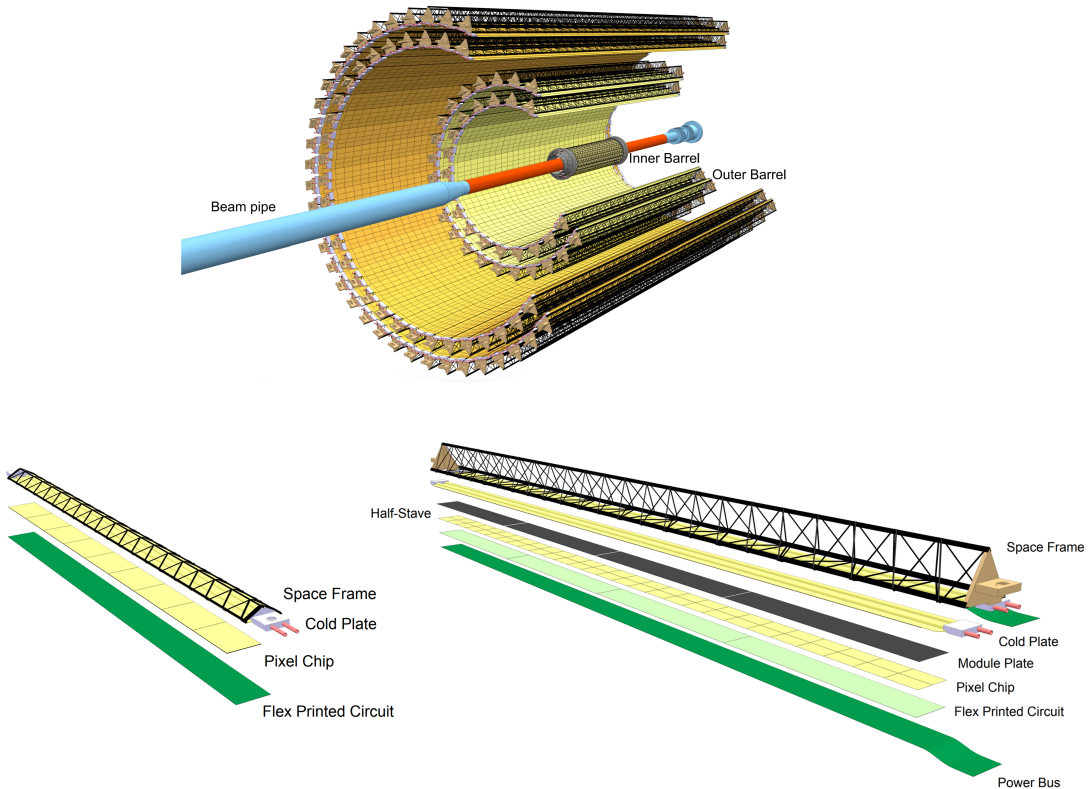 Inner Barrel
Outer Barrel
Beam pipe
Space Frame
Cold Plate
Pixel Chip
Flex Printed Circuit
Half-Stave
Space Frame
Cold Plate
Module Plate
Pixel Chip
Flex Printed Circuit
Power Bus